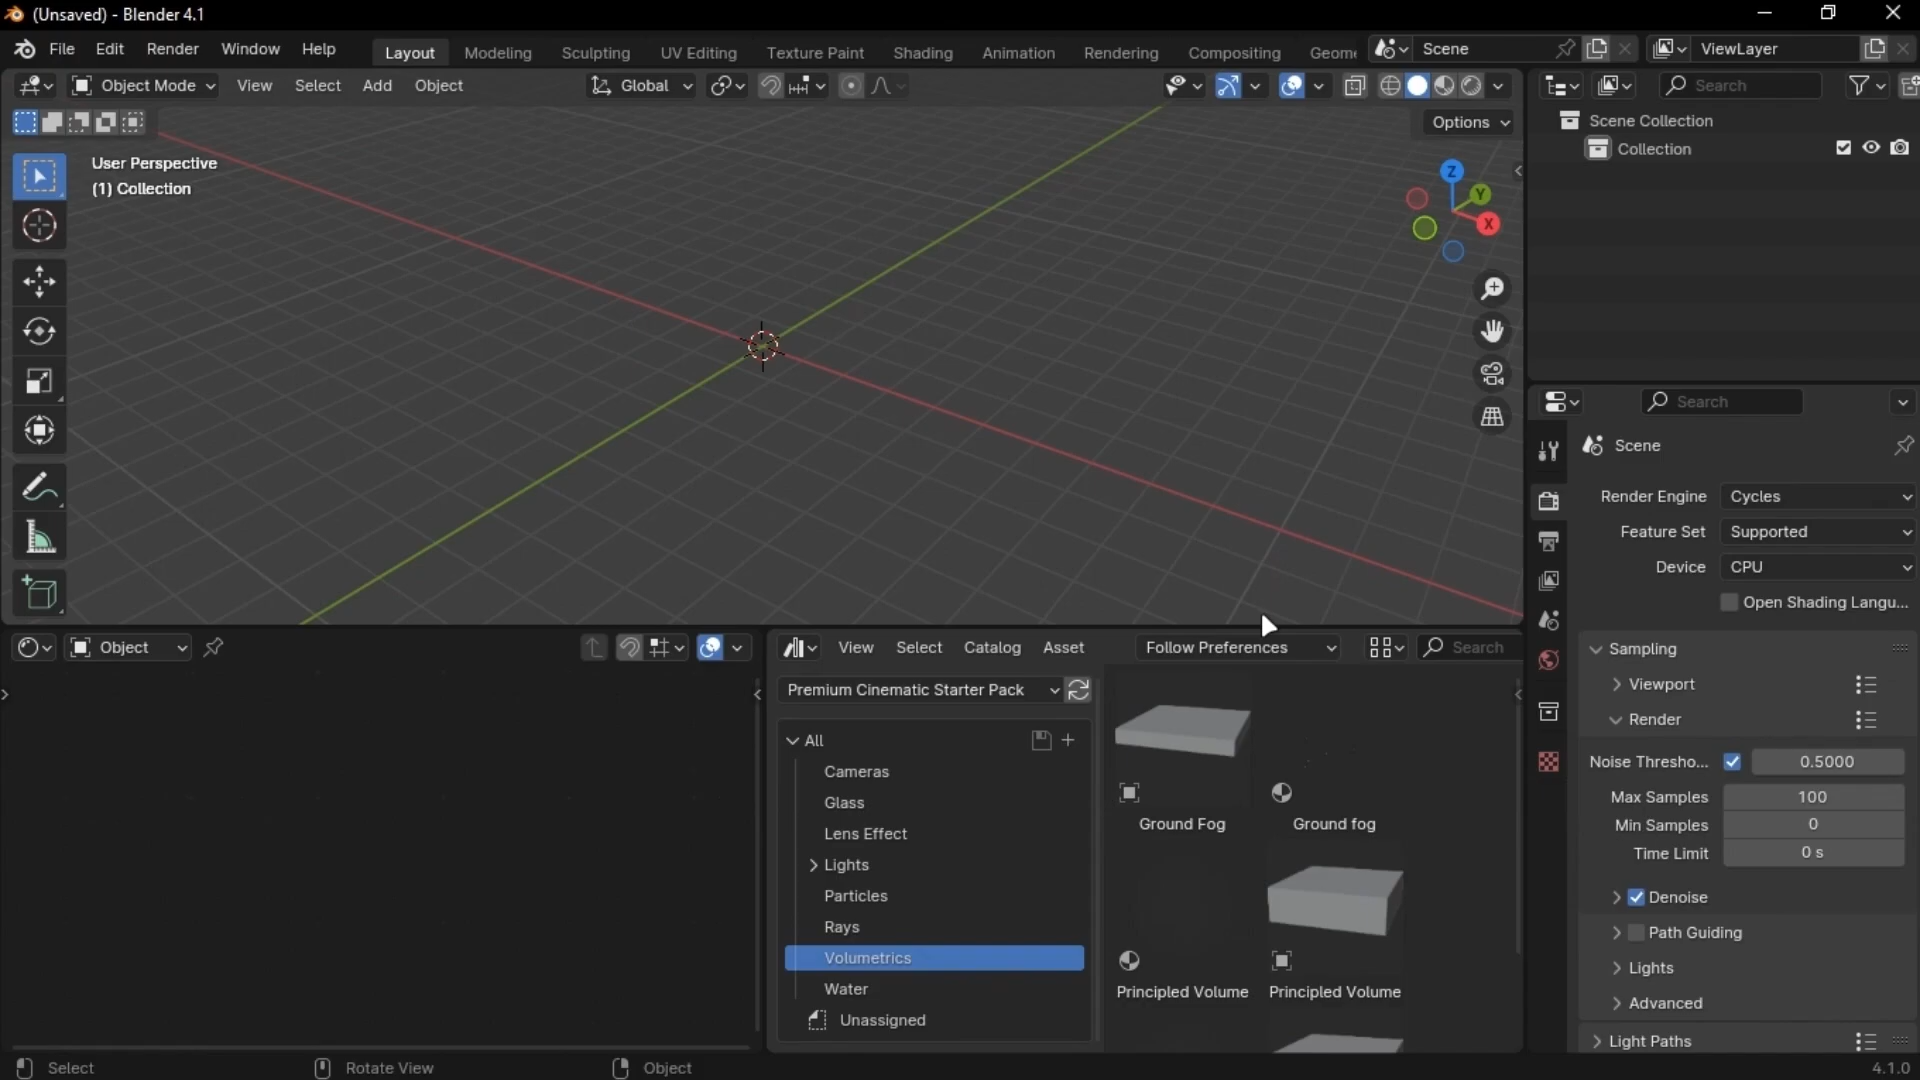 (Unsaved) - Blender 4.1
File Edit Render Window Help Layout Modeling Sculpting UV Editing Texture Paint Shading Animation Rendering Compositing Geome Scene ViewLayer
Object Mode View Select Add Object Global Search
Options
User Perspective
(1) Collection
Z
Y
X
Scene Collection
Collection
Search
Scene
Render Engine Cycles
Feature Set Supported
Device CPU
Open Shading Langu...
Sampling
Viewport
Render
Noise Thresho... 0.5000
Max Samples 100
Min Samples 0
Time Limit 0 s
Denoise
Path Guiding
Lights
Advanced
Light Paths
Object
View Select Catalog Asset Follow Preferences Search
Premium Cinematic Starter Pack
All
Cameras
Glass
Lens Effect
Lights
Particles
Rays
Volumetrics
Water
Unassigned
Ground Fog Ground fog
Principled Volume Principled Volume
Select Rotate View Object 4.1.0